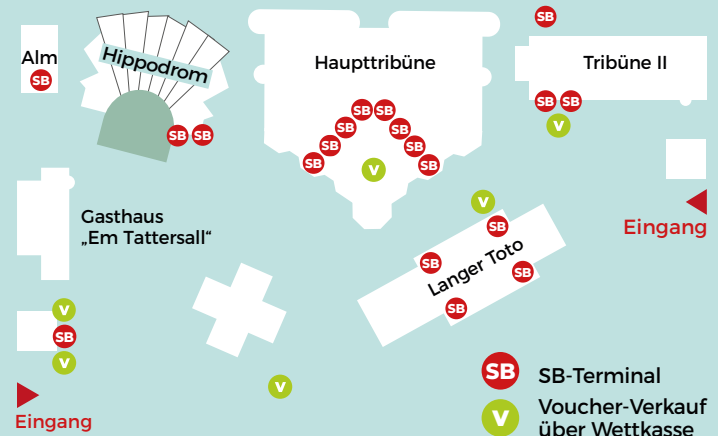 SB
Alm
SB
Hippodrom
SB SB
Haupttribüne
SB SB
SB SB
SB SB
SB SB
V
Tribüne II
SB SB
V
Eingang
Gasthaus
„Em Tattersall“
V
SB
Langer Toto
SB
SB
SB
V
SB
V
V
Eingang
SB SB-Terminal
V Voucher-Verkauf
über Wettkasse